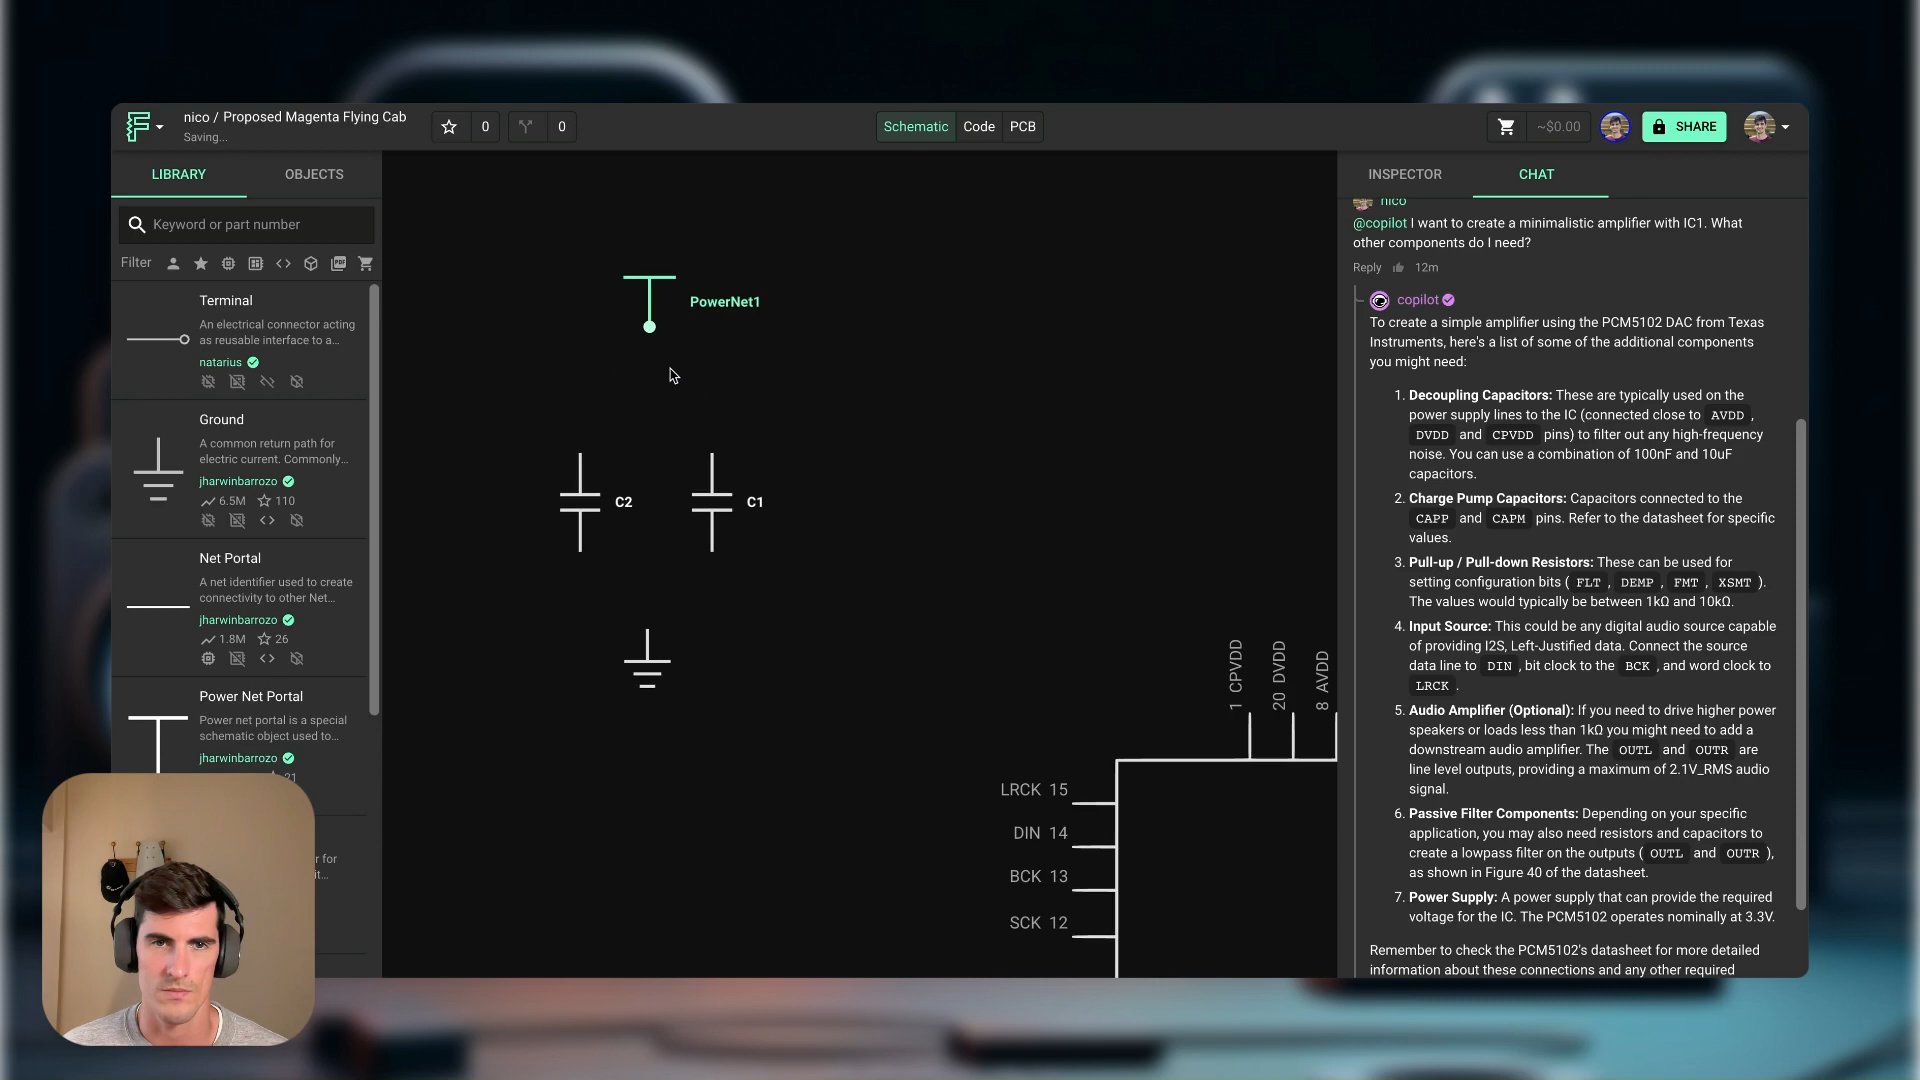 nico / Proposed Magenta Flying Cab
Saving...
0
0
Schematic Code PCB
~$0.00
SHARE
LIBRARY OBJECTS
Keyword or part number
Filter
Terminal
An electrical connector acting
as reusable interface to a...
natarius
Ground
A common return path for
electric current. Commonly...
jharwinbarrozo
6.5M 110
Net Portal
A net identifier used to create
connectivity to other Net...
jharwinbarrozo
1.8M 26
Power Net Portal
Power net portal is a special
schematic object used to...
jharwinbarrozo
21
r for
it...
PowerNet1
C2
C1
1 CPVDD
20 DVDD
8 AVDD
LRCK 15
DIN 14
BCK 13
SCK 12
INSPECTOR CHAT
nico
@copilot I want to create a minimalistic amplifier with IC1. What
other components do I need?
Reply 12m
copilot
To create a simple amplifier using the PCM5102 DAC from Texas
Instruments, here's a list of some of the additional components
you might need:
1. Decoupling Capacitors: These are typically used on the
power supply lines to the IC (connected close to AVDD ,
DVDD and CPVDD pins) to filter out any high-frequency
noise. You can use a combination of 100nF and 10uF
capacitors.
2. Charge Pump Capacitors: Capacitors connected to the
CAPP and CAPM pins. Refer to the datasheet for specific
values.
3. Pull-up / Pull-down Resistors: These can be used for
setting configuration bits ( FLT , DEMP , FMT , XSMT ).
The values would typically be between 1kΩ and 10kΩ.
4. Input Source: This could be any digital audio source capable
of providing I2S, Left-Justified data. Connect the source
data line to DIN , bit clock to the BCK , and word clock to
LRCK .
5. Audio Amplifier (Optional): If you need to drive higher power
speakers or loads less than 1kΩ you might need to add a
downstream audio amplifier. The OUTL and OUTR are
line level outputs, providing a maximum of 2.1V_RMS audio
signal.
6. Passive Filter Components: Depending on your specific
application, you may also need resistors and capacitors to
create a lowpass filter on the outputs ( OUTL and OUTR ),
as shown in Figure 40 of the datasheet.
7. Power Supply: A power supply that can provide the required
voltage for the IC. The PCM5102 operates nominally at 3.3V.
Remember to check the PCM5102's datasheet for more detailed
information about these connections and any other required